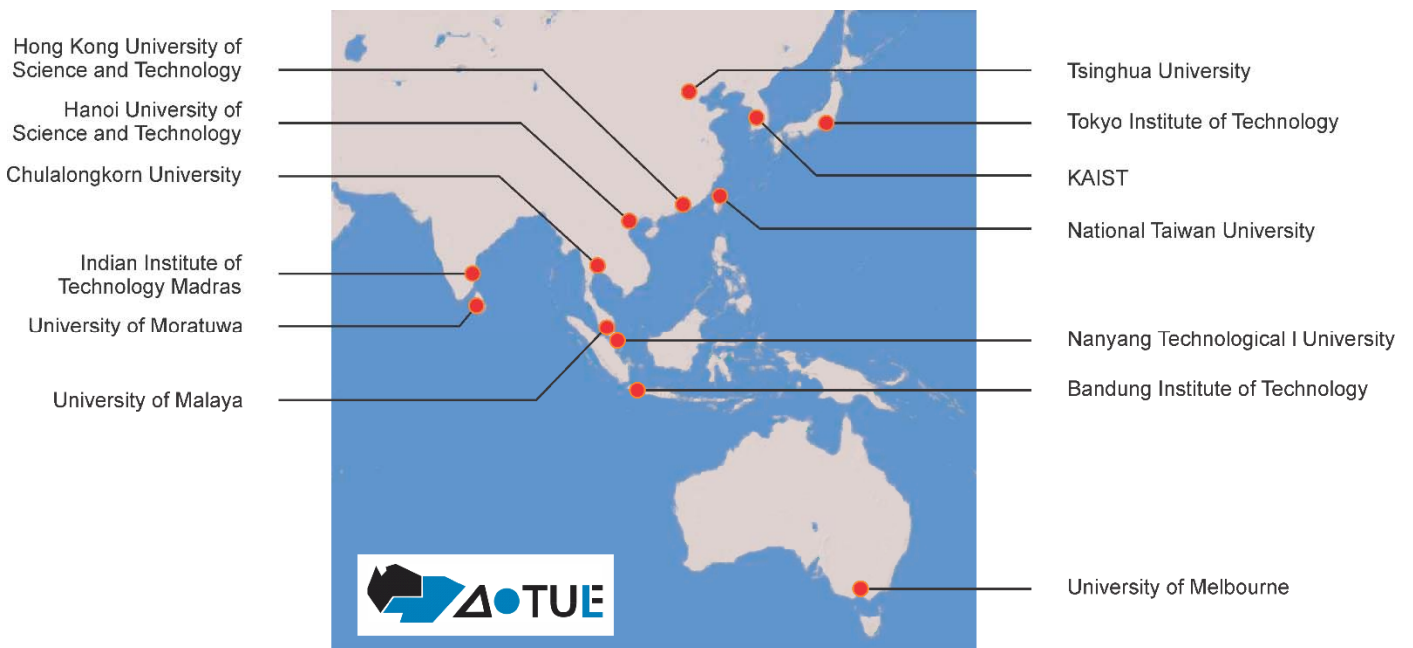 Hong Kong University of
Science and Technology
Hanoi University of
Science and Technology
Chulalongkorn University
Indian Institute of
Technology Madras
University of Moratuwa
University of Malaya
Tsinghua University
Tokyo Institute of Technology
KAIST
National Taiwan University
Nanyang Technological I University
Bandung Institute of Technology
University of Melbourne
AOTULE